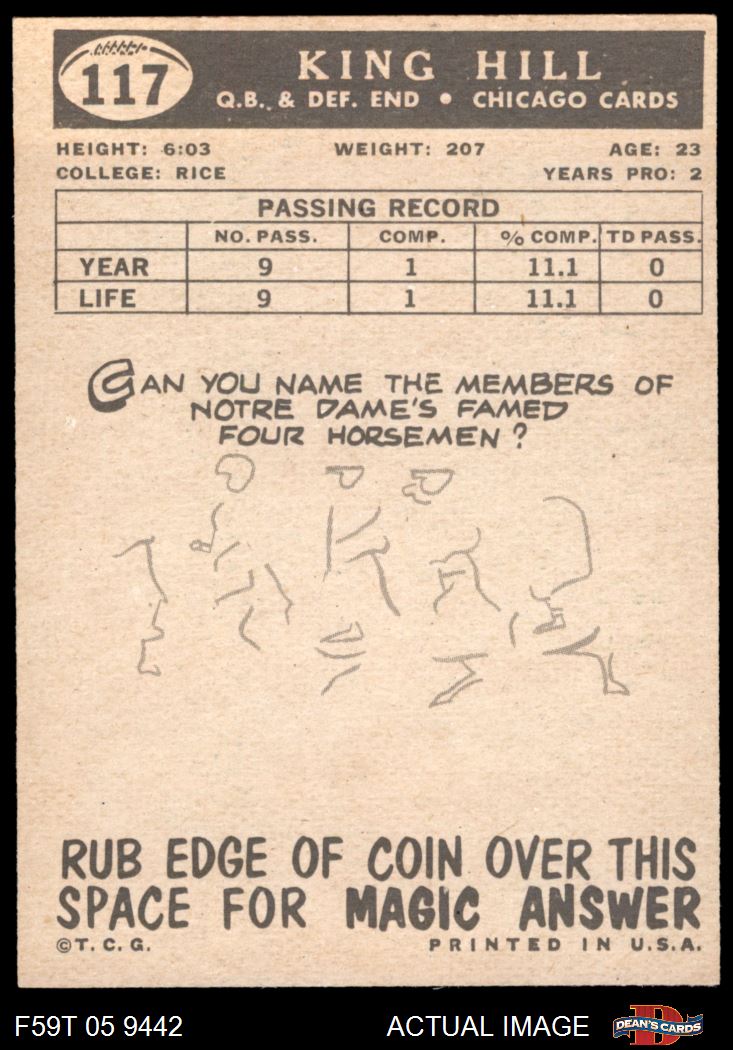 117
KING HILL
Q.B. & DEF. END • CHICAGO CARDS
HEIGHT: 6:03 WEIGHT: 207 AGE: 23
COLLEGE: RICE YEARS PRO: 2
PASSING RECORD
NO. PASS. COMP. % COMP. TD PASS.
YEAR 9 1 11.1 0
LIFE 9 1 11.1 0
CAN YOU NAME THE MEMBERS OF
NOTRE DAME'S FAMED
FOUR HORSEMEN?
RUB EDGE OF COIN OVER THIS
SPACE FOR MAGIC ANSWER
©T.C.G. PRINTED IN U.S.A.
F59T 05 9442 ACTUAL IMAGE D DEAN'S CARDS